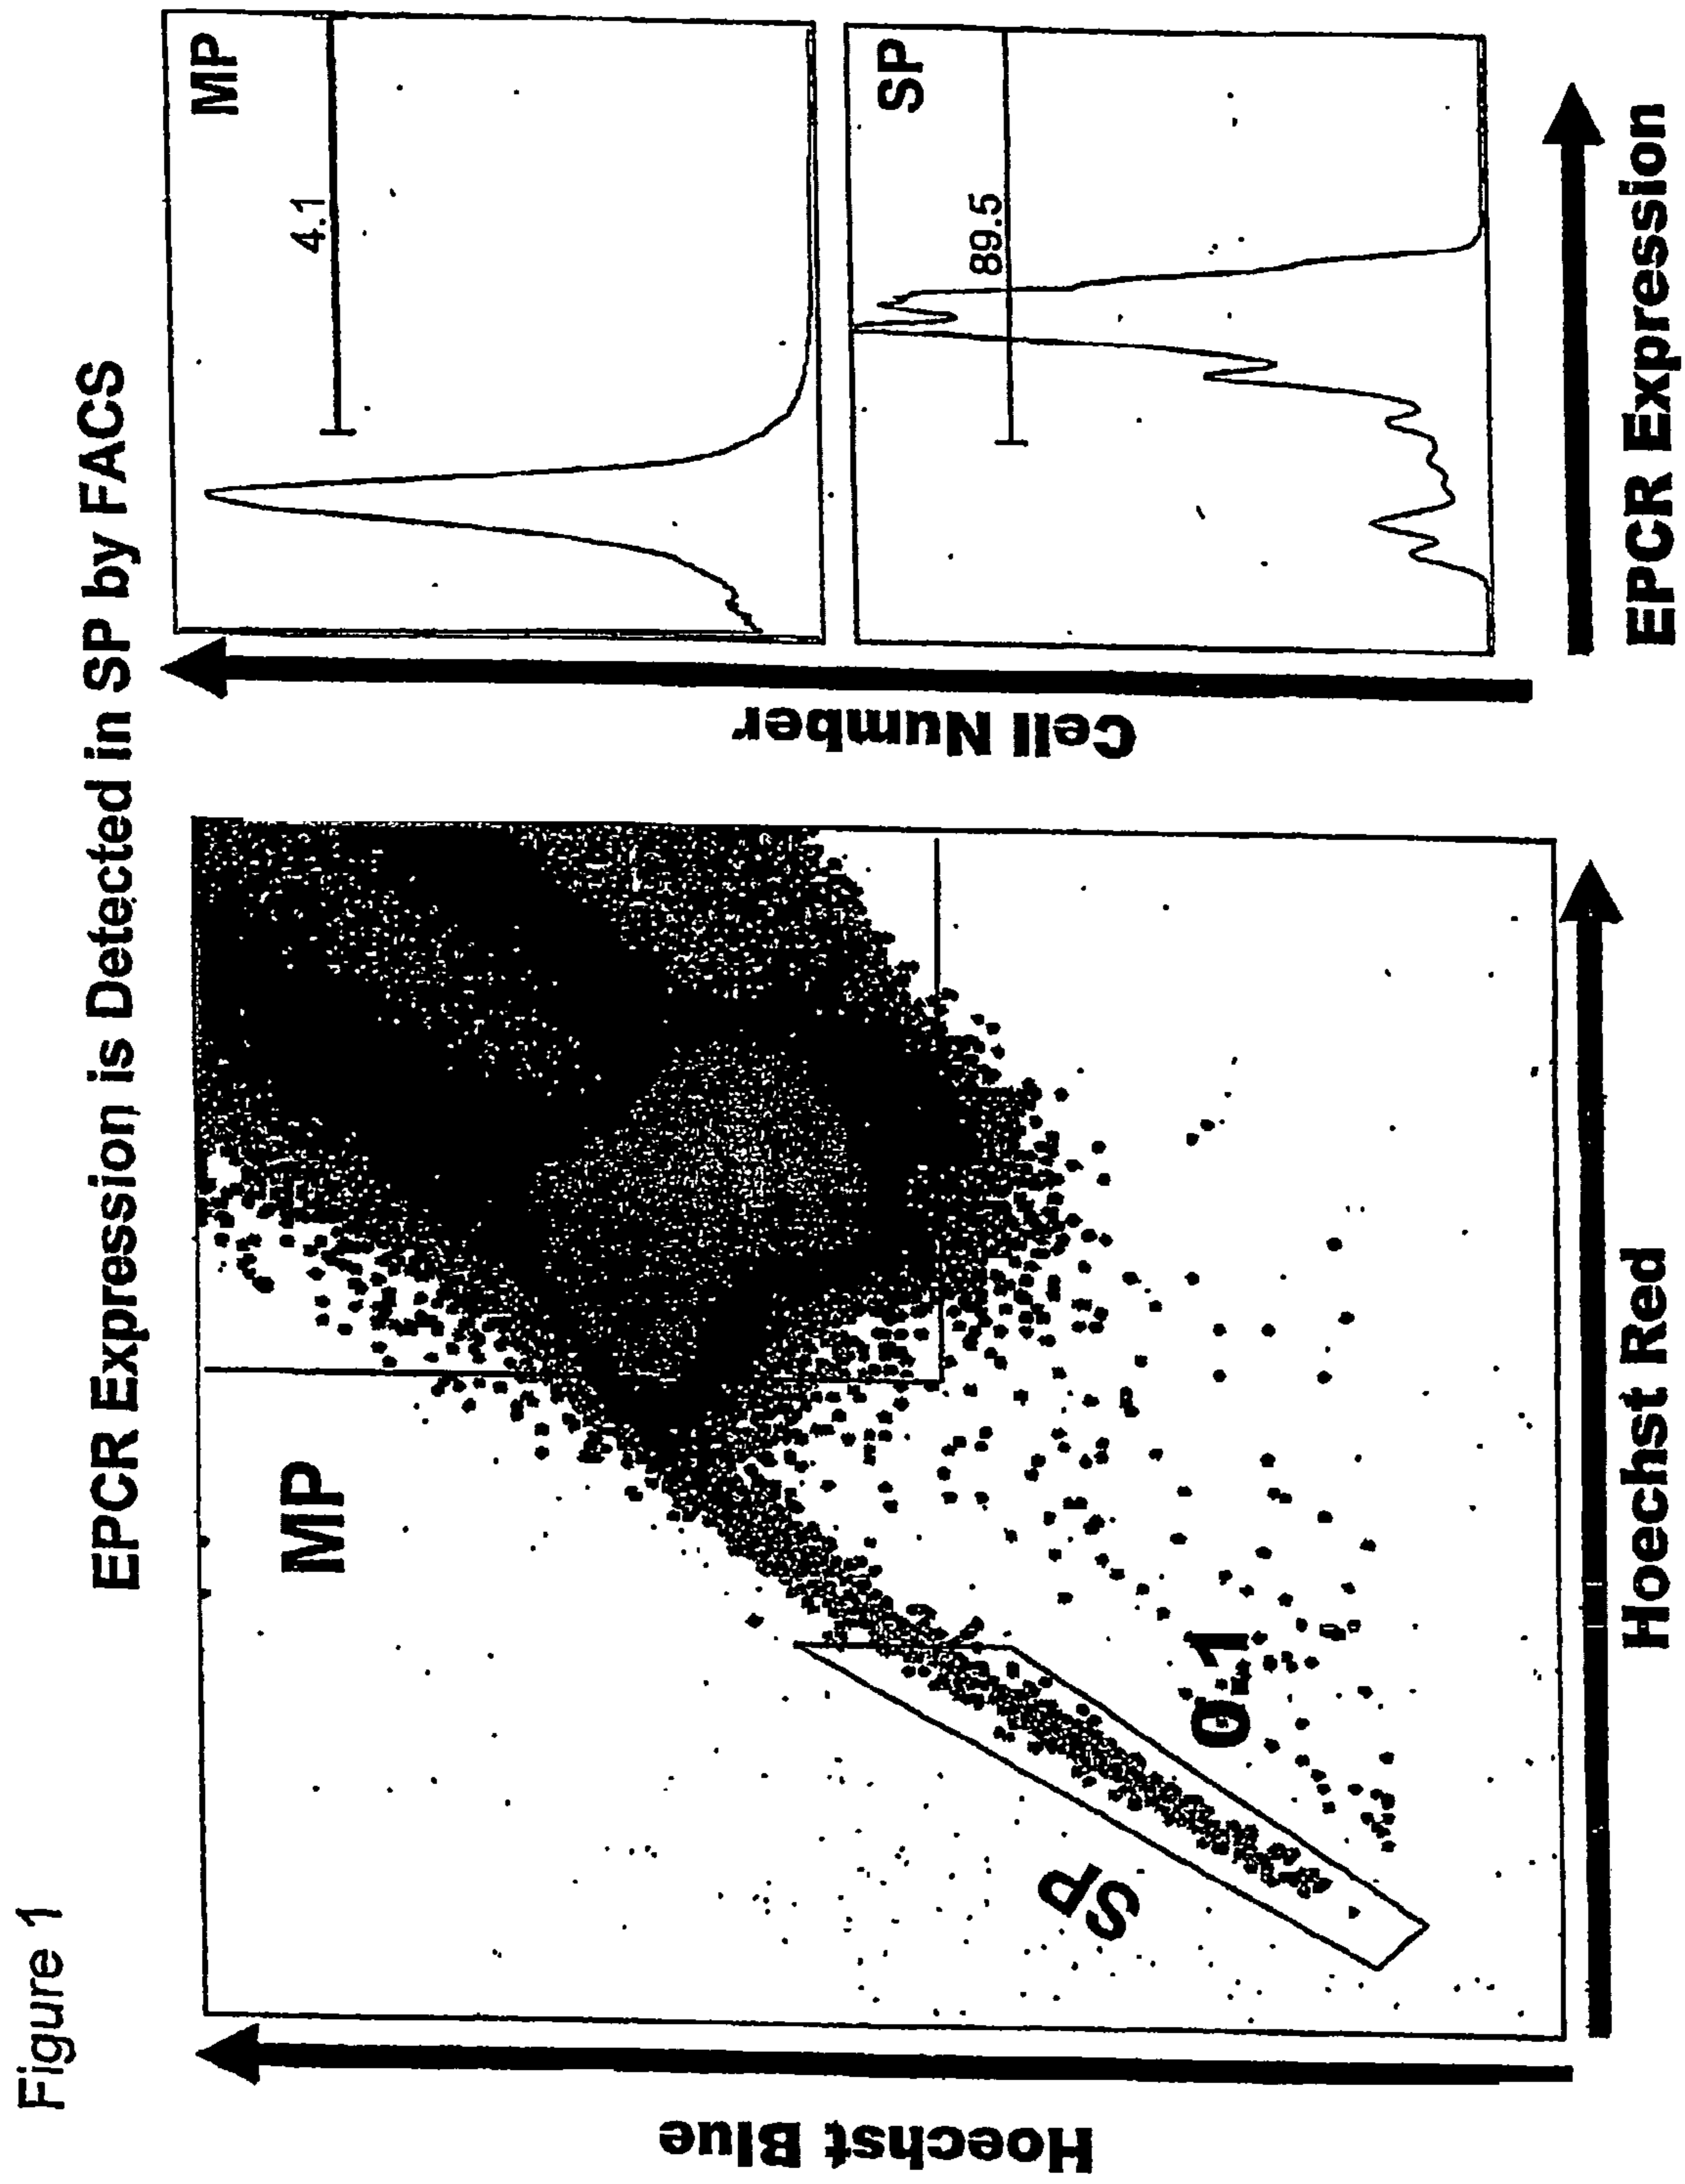 Figure 1
EPCR Expression is Detected in SP by FACS
Hoechst Blue
MP
SP
0.1
Hoechst Red
Cell Number
MP
4.1
SP
89.5
EPCR Expression